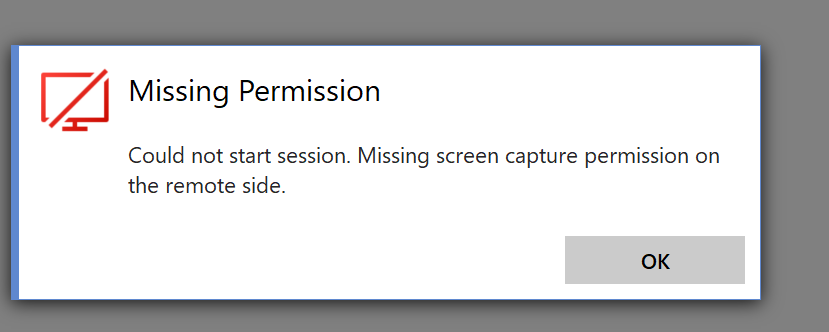 Missing Permission
Could not start session. Missing screen capture permission on
the remote side.
OK